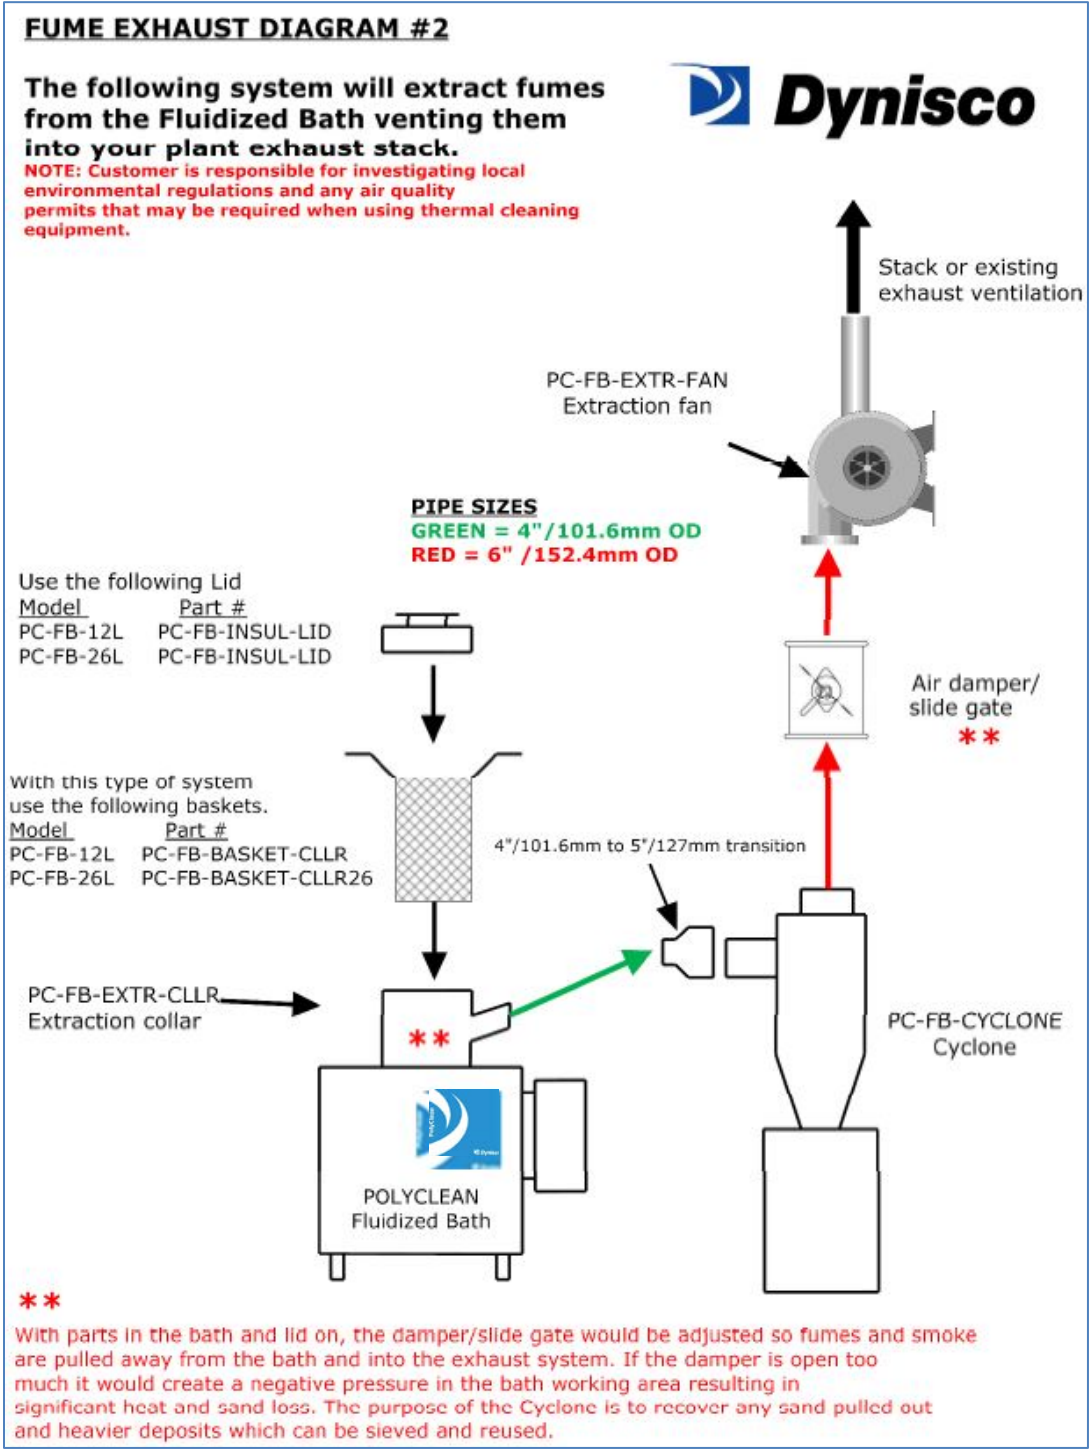 FUME EXHAUST DIAGRAM #2
The following system will extract fumes
from the Fluidized Bath venting them
into your plant exhaust stack.
NOTE: Customer is responsible for investigating local
environmental regulations and any air quality
permits that may be required when using thermal cleaning
equipment.
Dynisco
Stack or existing
exhaust ventilation
PC-FB-EXTR-FAN
Extraction fan
PIPE SIZES
GREEN = 4"/101.6mm OD
RED = 6" /152.4mm OD
Use the following Lid
Model Part #
PC-FB-12L PC-FB-INSUL-LID
PC-FB-26L PC-FB-INSUL-LID
Air damper/
slide gate
**
With this type of system
use the following baskets.
Model Part #
PC-FB-12L PC-FB-BASKET-CLLR
PC-FB-26L PC-FB-BASKET-CLLR26
4"/101.6mm to 5"/127mm transition
PC-FB-EXTR-CLLR
Extraction collar
**
PC-FB-CYCLONE
Cyclone
POLYCLEAN
Fluidized Bath
**
With parts in the bath and lid on, the damper/slide gate would be adjusted so fumes and smoke
are pulled away from the bath and into the exhaust system. If the damper is open too
much it would create a negative pressure in the bath working area resulting in
significant heat and sand loss. The purpose of the Cyclone is to recover any sand pulled out
and heavier deposits which can be sieved and reused.